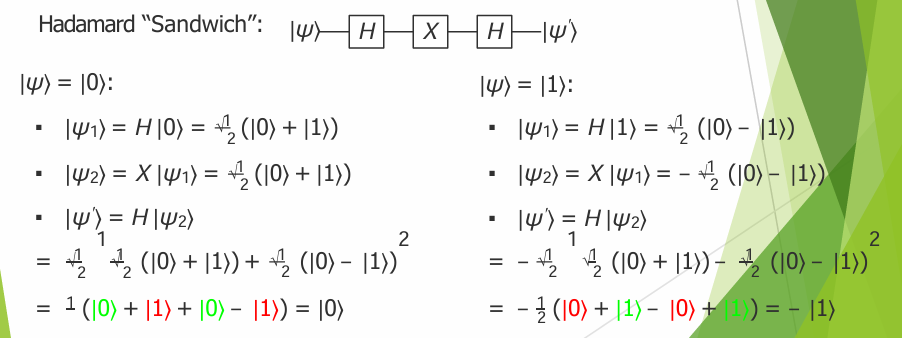 Hadamard “Sandwich”: |ψ⟩ H X H |ψ′⟩
|ψ⟩ = |0⟩:
▪ |ψ1⟩ = H |0⟩ = 1/√2 (|0⟩ + |1⟩)
▪ |ψ2⟩ = X |ψ1⟩ = 1/√2 (|0⟩ + |1⟩)
▪ |ψ′⟩ = H |ψ2⟩
= 1/√2 (1/√2 (|0⟩ + |1⟩) + 1/√2 (|0⟩ – |1⟩))
= 1/2 (|0⟩ + |1⟩ + |0⟩ – |1⟩) = |0⟩
|ψ⟩ = |1⟩:
▪ |ψ1⟩ = H |1⟩ = 1/√2 (|0⟩ – |1⟩)
▪ |ψ2⟩ = X |ψ1⟩ = – 1/√2 (|0⟩ – |1⟩)
▪ |ψ′⟩ = H |ψ2⟩
= – 1/√2 1 1/√2 (|0⟩ + |1⟩) – 1/√2 (|0⟩ – |1⟩) 2
= – 1/2 (|0⟩ + |1⟩ – |0⟩ + |1⟩) = – |1⟩